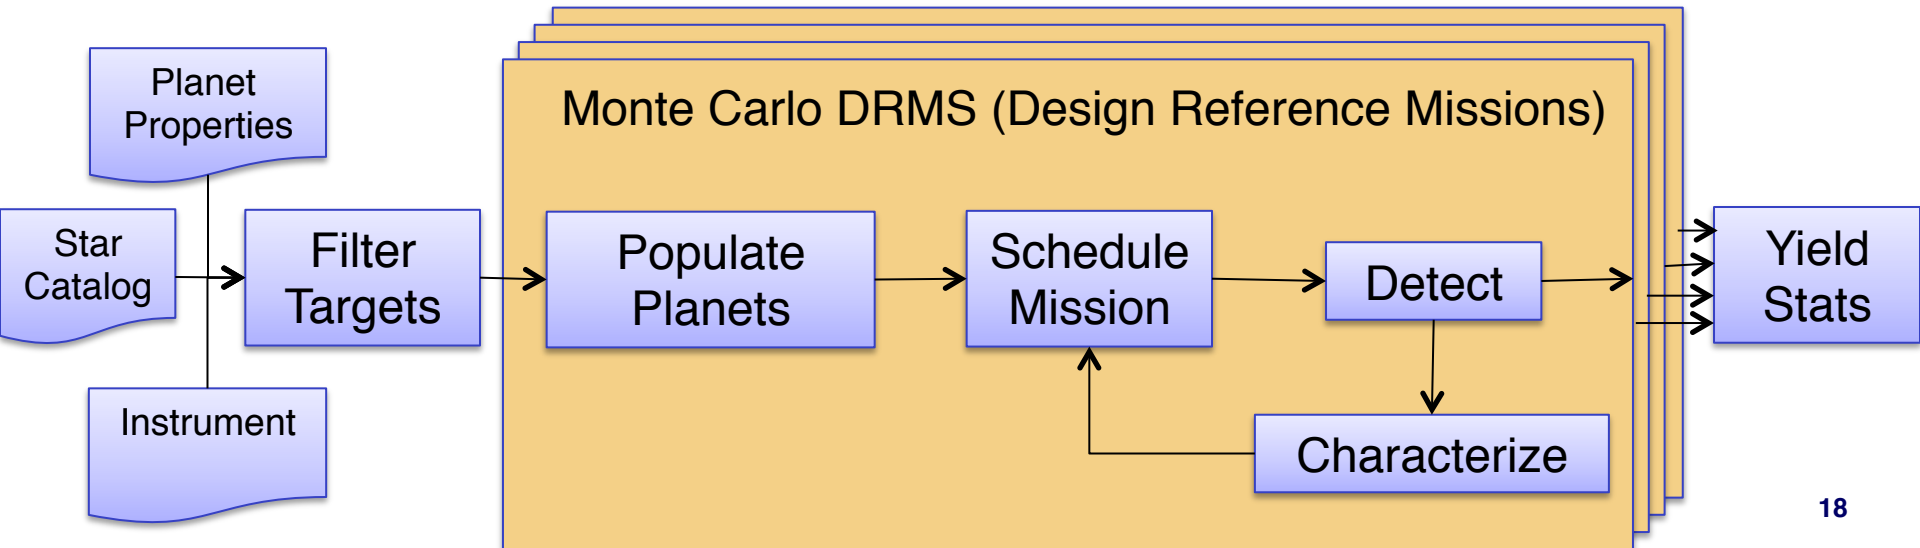 Planet
Properties
Star
Catalog
Instrument
Filter
Targets
Monte Carlo DRMS (Design Reference Missions)
Populate
Planets
Schedule
Mission
Detect
Characterize
Yield
Stats
18